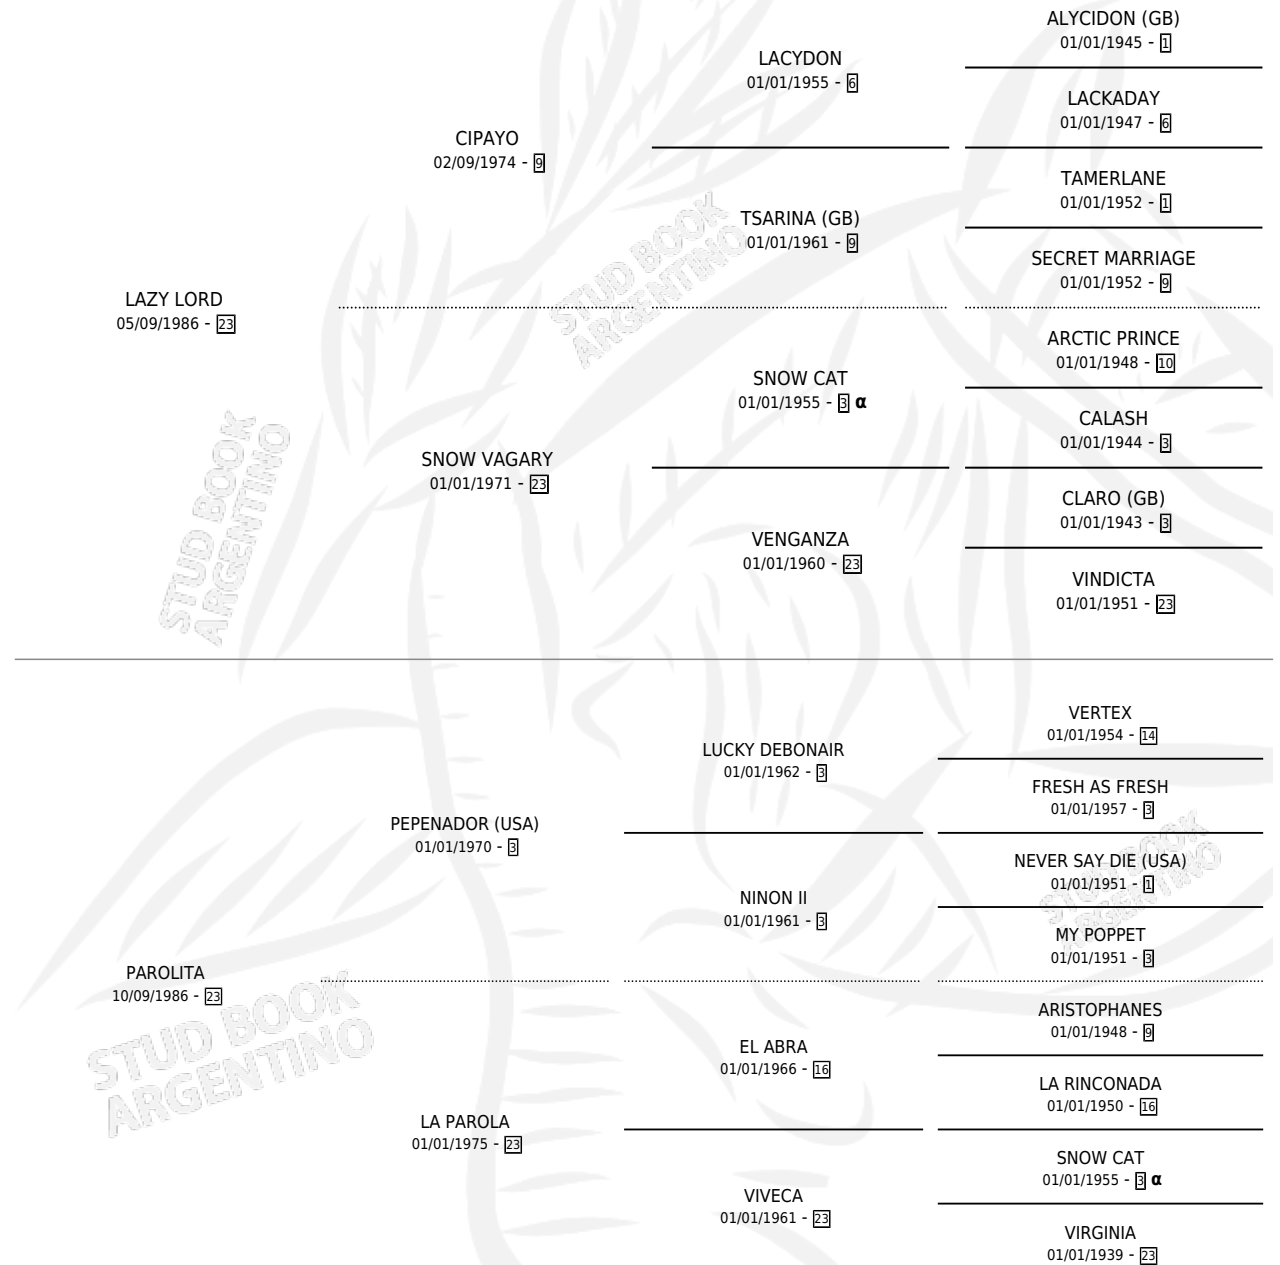 ALYCIDON (GB)
01/01/1945 - 1
LACYDON
01/01/1955 - 6
LACKADAY
01/01/1947 - 6
CIPAYO
02/09/1974 - 9
TAMERLANE
01/01/1952 - 1
TSARINA (GB)
01/01/1961 - 9
SECRET MARRIAGE
01/01/1952 - 9
LAZY LORD
05/09/1986 - 23
ARCTIC PRINCE
01/01/1948 - 10
SNOW CAT
01/01/1955 - 3 α
CALASH
01/01/1944 - 3
SNOW VAGARY
01/01/1971 - 23
CLARO (GB)
01/01/1943 - 3
VENGANZA
01/01/1960 - 23
VINDICTA
01/01/1951 - 23
VERTEX
01/01/1954 - 14
LUCKY DEBONAIR
01/01/1962 - 3
FRESH AS FRESH
01/01/1957 - 3
PEPENADOR (USA)
01/01/1970 - 3
NEVER SAY DIE (USA)
01/01/1951 - 1
NINON II
01/01/1961 - 3
MY POPPET
01/01/1951 - 3
PAROLITA
10/09/1986 - 23
ARISTOPHANES
01/01/1948 - 9
EL ABRA
01/01/1966 - 16
LA RINCONADA
01/01/1950 - 16
LA PAROLA
01/01/1975 - 23
SNOW CAT
01/01/1955 - 3 α
VIVECA
01/01/1961 - 23
VIRGINIA
01/01/1939 - 23
STUD BOOK
ARGENTINO
STUD BOOK
ARGENTINO
STUD BOOK
ARGENTINO
STUD BOOK
ARGENTINO